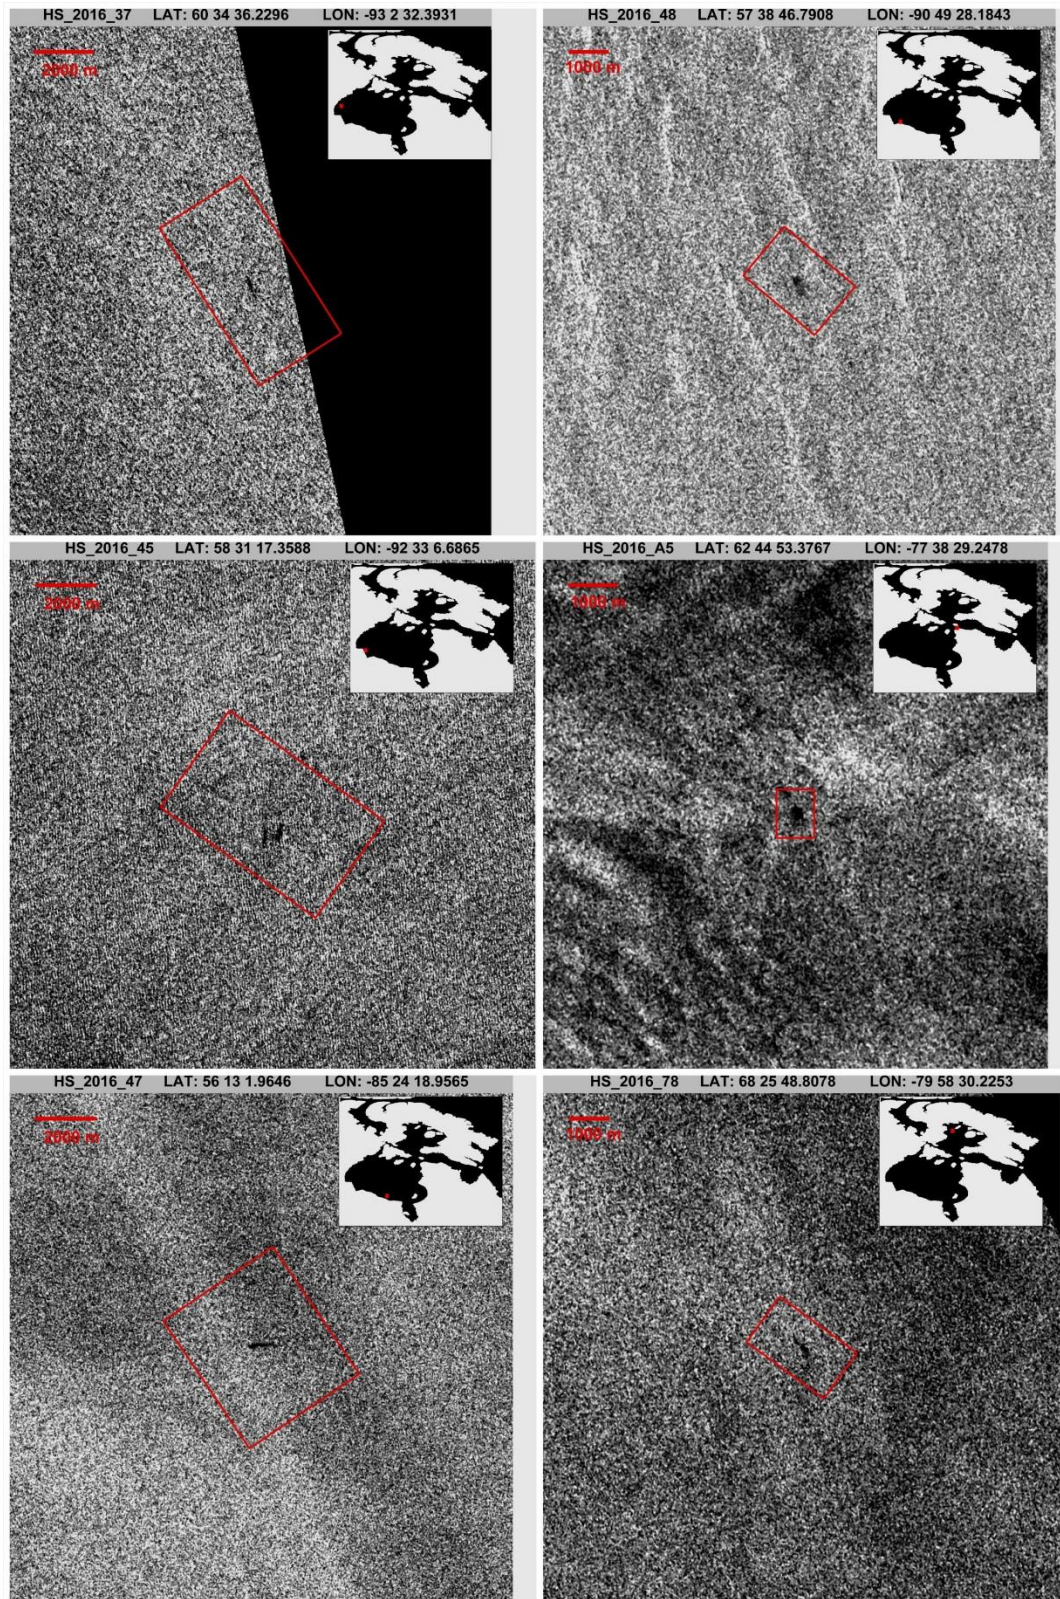 HS_2016_37 LAT: 60 34 36.2296 LON: -93 2 32.3931
2000 m
HS_2016_48 LAT: 57 38 46.7908 LON: -90 49 28.1843
1000 m
HS_2016_45 LAT: 58 31 17.3588 LON: -92 33 6.6865
2000 m
HS_2016_A5 LAT: 62 44 53.3767 LON: -77 38 29.2478
1000 m
HS_2016_47 LAT: 56 13 1.9646 LON: -85 24 18.9565
2000 m
HS_2016_78 LAT: 68 25 48.8078 LON: -79 58 30.2253
1000 m